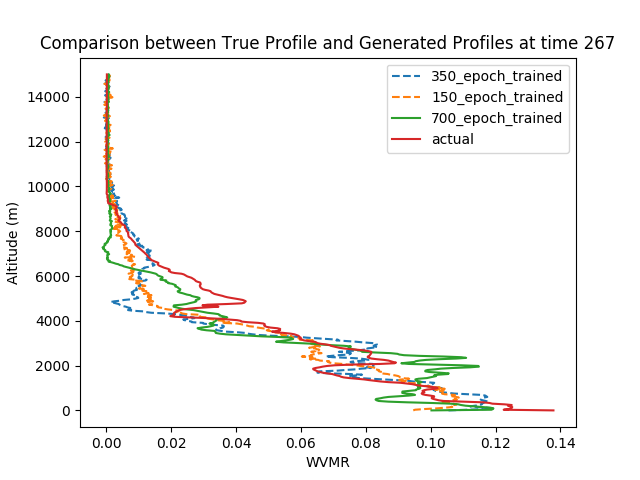 Comparison between True Profile and Generated Profiles at time 267
350_epoch_trained
150_epoch_trained
700_epoch_trained
actual
Altitude (m)
14000
12000
10000
8000
6000
4000
2000
0
0.00 0.02 0.04 0.06 0.08 0.10 0.12 0.14
WVMR